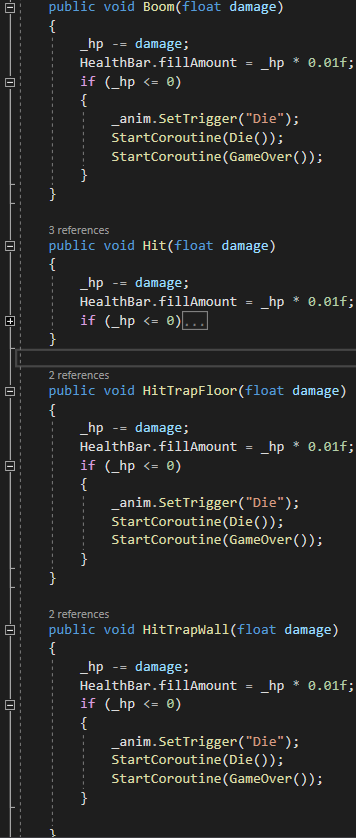 public void Boom(float damage)
{
_hp -= damage;
HealthBar.fillAmount = _hp * 0.01f;
if (_hp <= 0)
{
_anim.SetTrigger("Die");
StartCoroutine(Die());
StartCoroutine(GameOver());
}
}
3 references
public void Hit(float damage)
{
_hp -= damage;
HealthBar.fillAmount = _hp * 0.01f;
if (_hp <= 0)...
}
2 references
public void HitTrapFloor(float damage)
{
_hp -= damage;
HealthBar.fillAmount = _hp * 0.01f;
if (_hp <= 0)
{
_anim.SetTrigger("Die");
StartCoroutine(Die());
StartCoroutine(GameOver());
}
}
2 references
public void HitTrapWall(float damage)
{
_hp -= damage;
HealthBar.fillAmount = _hp * 0.01f;
if (_hp <= 0)
{
_anim.SetTrigger("Die");
StartCoroutine(Die());
StartCoroutine(GameOver());
}
}